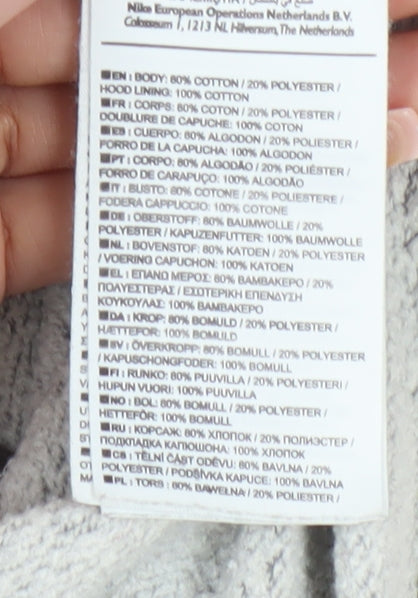 Nike European Operations Netherlands B.V.
Colosseum 1, 1213 NL Hilversum, The Netherlands
EN : BODY: 80% COTTON / 20% POLYESTER /
HOOD LINING: 100% COTTON
FR : CORPS: 80% COTON / 20% POLYESTER /
DOUBLURE DE CAPUCHE: 100% COTON
ES : CUERPO: 80% ALGODON / 20% POLIESTER /
FORRO DE LA CAPUCHA: 100% ALGODON
PT : CORPO: 80% ALGODÃO / 20% POLIÉSTER /
FORRO DE CARAPUÇO: 100% ALGODÃO
IT : BUSTO: 80% COTONE / 20% POLIESTERE /
FODERA CAPPUCCIO: 100% COTONE
DE : OBERSTOFF: 80% BAUMWOLLE / 20%
POLYESTER / KAPUZENFUTTER: 100% BAUMWOLLE
NL : BOVENSTOF: 80% KATOEN / 20% POLYESTER
/ VOERING CAPUCHON: 100% KATOEN
EL : ΕΠΑΝΩ ΜΕΡΟΣ: 80% ΒΑΜΒΑΚΕΡΟ / 20%
ΠΟΛΥΕΣΤΕΡΑΣ / ΕΣΩΤΕΡΙΚΗ ΕΠΕΝΔΥΣΗ
ΚΟΥΚΟΥΛΑΣ: 100% ΒΑΜΒΑΚΕΡΟ
DA : KROP: 80% BOMULD / 20% POLYESTER /
HÆTTEFOR: 100% BOMULD
SV : ÖVERKROPP: 80% BOMULL / 20% POLYESTER
/ KAPUSCHONGFODER: 100% BOMULL
FI : RUNKO: 80% PUUVILLA / 20% POLYESTERI /
HUPUN VUORI: 100% PUUVILLA
NO : BOL: 80% BOMULL / 20% POLYESTER /
HETTEFÔR: 100% BOMULL
RU : КОРСАЖ: 80% ХЛОПОК / 20% ПОЛИЭСТЕР /
ПОДКЛАДКА КАПЮШОНА: 100% ХЛОПОК
CS : TĚLNÍ ČÁST ODĚVU: 80% BAVLNA / 20%
POLYESTER / PODŠÍVKA KAPUCE: 100% BAVLNA
PL : TORS : 80% BAWEŁNA / 20% POLIESTER /